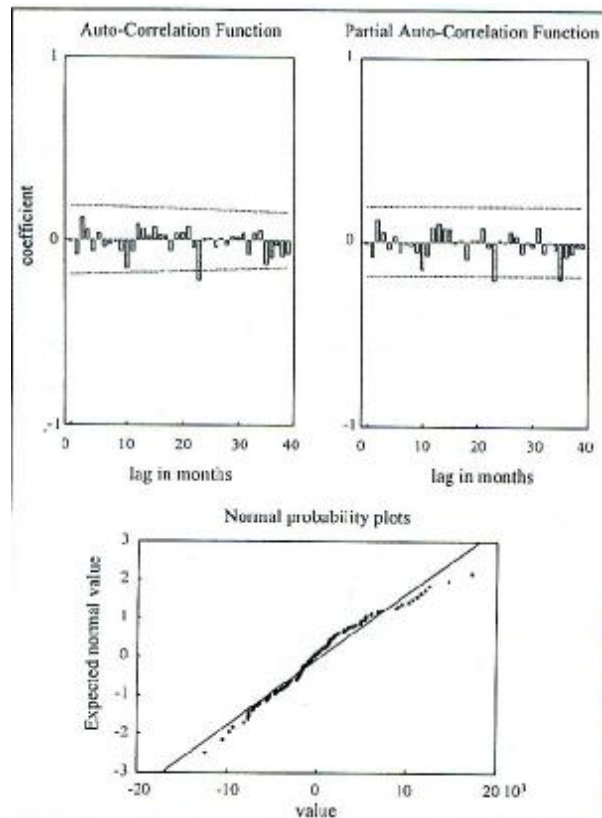 Auto-Correlation Function
Partial Auto-Correlation Function
1
0
-1
coefficient
0 10 20 30 40
lag in months
1
0
-1
0 10 20 30 40
lag in months
Normal probability plots
Expected normal value
3
2
1
0
-1
-2
-3
-20 -10 0 10 20 10³
value